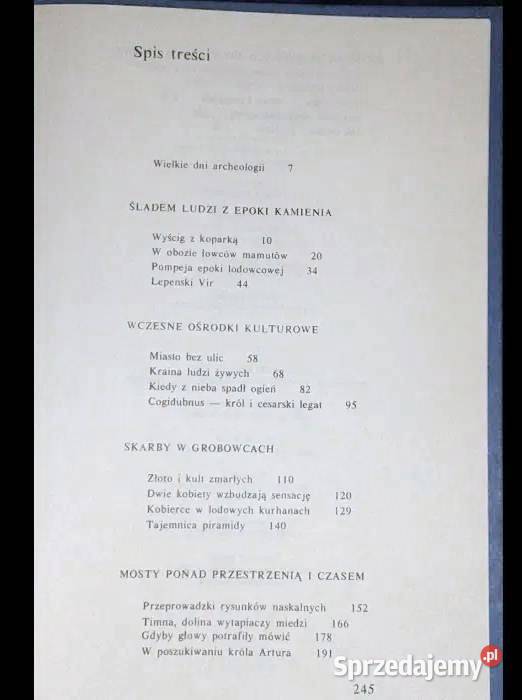 Spis treści
Wielkie dni archeologii 7
ŚLADEM LUDZI Z EPOKI KAMIENIA
Wyścig z koparką 10
W obozie łowców mamutów 20
Pompeja epoki lodowcowej 34
Lepenski Vir 44
WCZESNE OŚRODKI KULTUROWE
Miasto bez ulic 58
Kraina ludzi żywych 68
Kiedy z nieba spadł ogień 82
Cogidubnus — król i cesarski legat 95
SKARBY W GROBOWCACH
Złoto i kult zmarłych 110
Dwie kobiety wzbudzają sensację 120
Kobierce w lodowych kurhanach 129
Tajemnica piramidy 140
MOSTY PONAD PRZESTRZENIĄ I CZASEM
Przeprowadzki rysunków naskalnych 152
Timna, dolina wytapiaczy miedzi 166
Gdyby głowy potrafiły mówić 178
W poszukiwaniu króla Artura 191
Sprzedajemy.pl
245